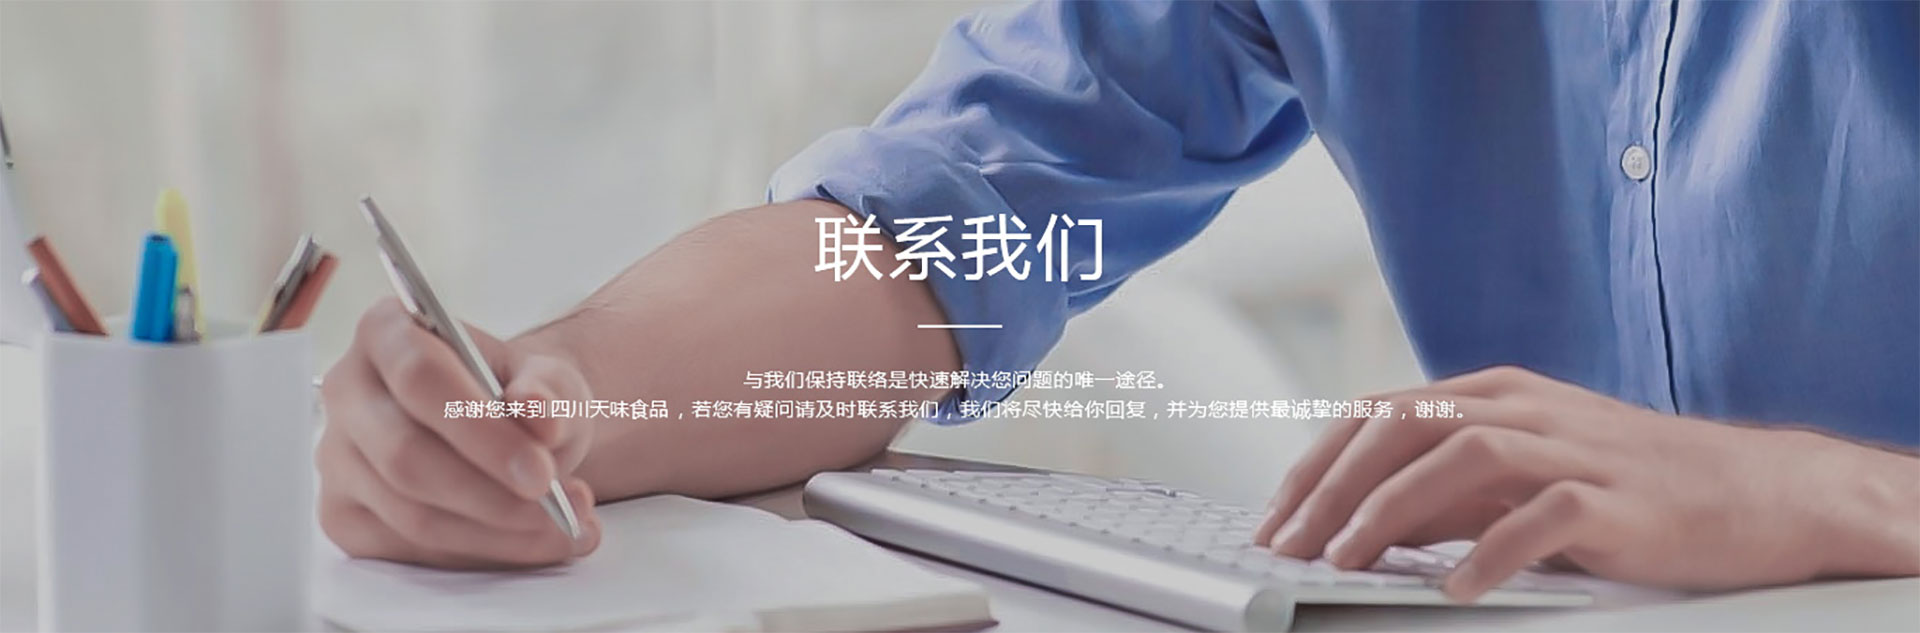 联系我们
与我们保持联络是快速解决您问题的唯一途径。
感谢您来到 四川天味食品，若您有疑问请及时联系我们，我们将尽快给你回复，并为您提供最诚挚的服务，谢谢。